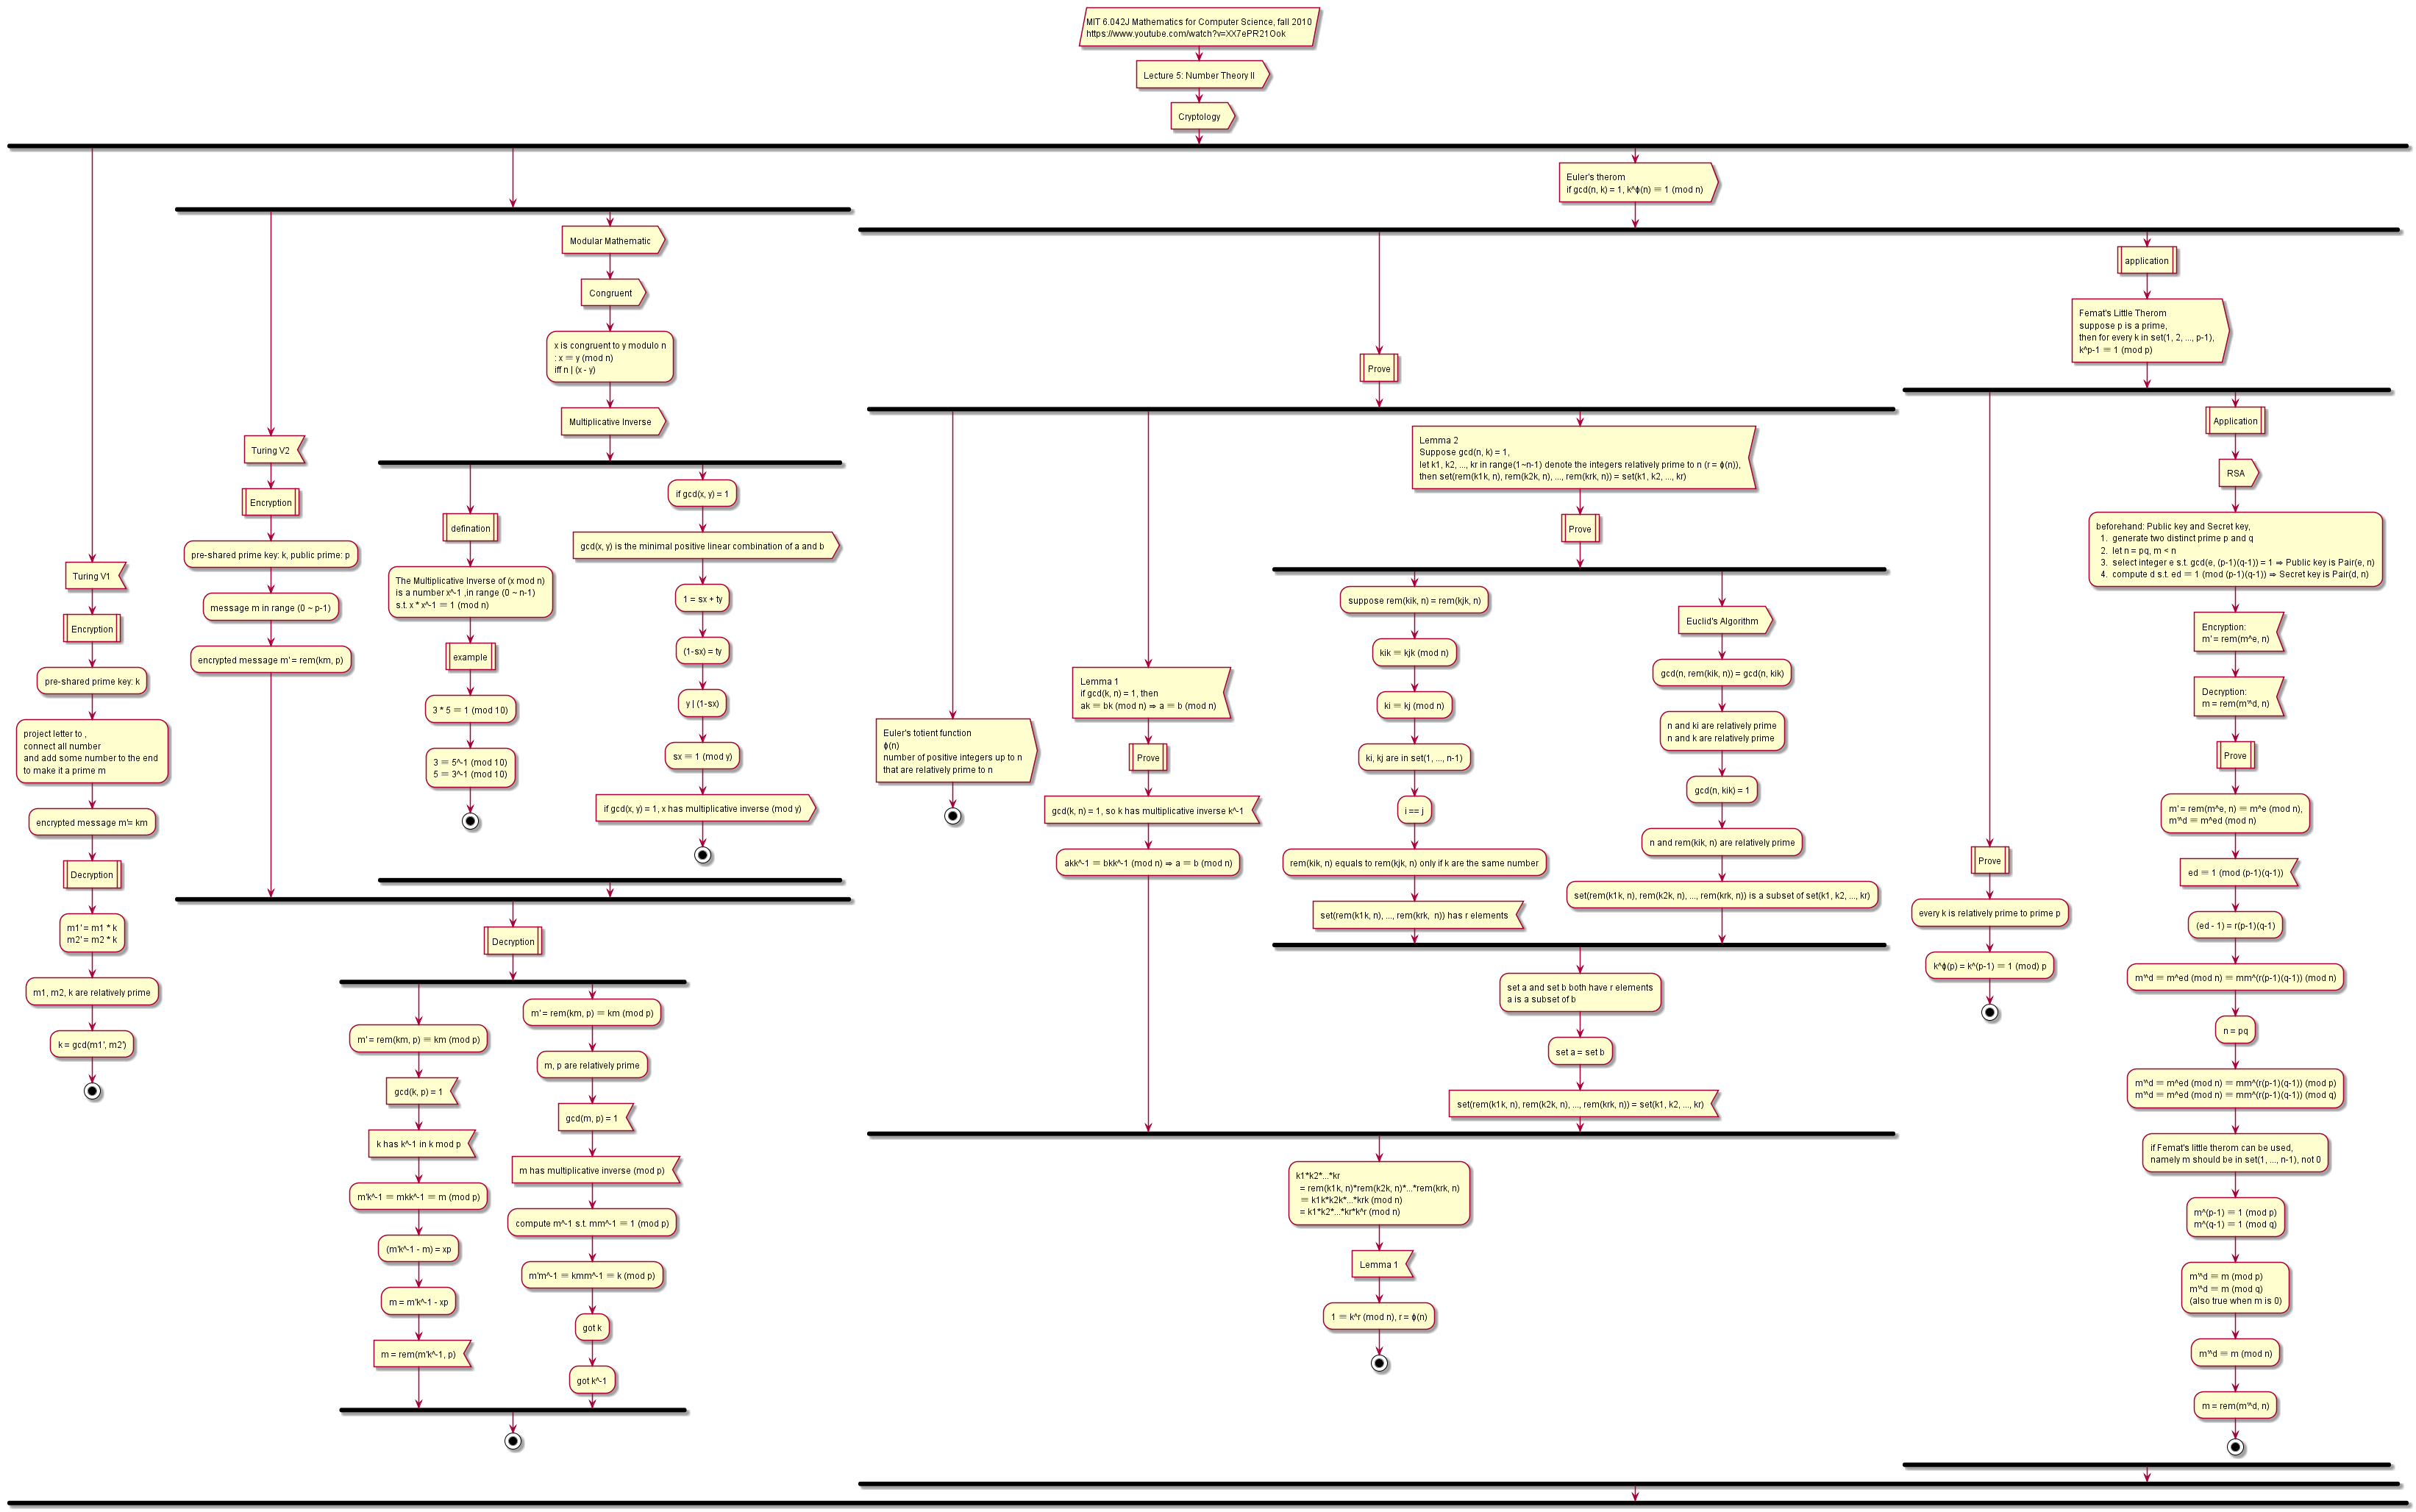 MIT 6.042J Mathematics for Computer Science, fall 2010
https://www.youtube.com/watch?v=XX7ePR21Ook
Lecture 5: Number Theory II
Cryptology
Turing V1
Encryption
pre-shared prime key: k
project letter to ,
connect all number
and add some number to the end
to make it a prime m
encrypted message m'= km
Decryption
m1' = m1 * k
m2' = m2 * k
m1, m2, k are relatively prime
k = gcd(m1', m2')
Turing V2
Encryption
pre-shared prime key: k, public prime: p
message m in range (0 ~ p-1)
encrypted message m' = rem(km, p)
Modular Mathematic
Congruent
x is congruent to y modulo n
: x ≡ y (mod n)
iff n | (x - y)
Multiplicative Inverse
defination
The Multiplicative Inverse of (x mod n)
is a number x^-1 ,in range (0 ~ n-1)
s.t. x * x^-1 ≡ 1 (mod n)
example
3 * 5 ≡ 1 (mod 10)
3 ≡ 5^-1 (mod 10)
5 ≡ 3^-1 (mod 10)
if gcd(x, y) = 1
gcd(x, y) is the minimal positive linear combination of a and b
1 = sx + ty
(1-sx) = ty
y | (1-sx)
sx ≡ 1 (mod y)
if gcd(x, y) = 1, x has multiplicative inverse (mod y)
Decryption
m' = rem(km, p) ≡ km (mod p)
gcd(k, p) = 1
k has k^-1 in k mod p
m'k^-1 ≡ mkk^-1 ≡ m (mod p)
(m'k^-1 - m) = xp
m = m'k^-1 - xp
m = rem(m'k^-1, p)
m' = rem(km, p) ≡ km (mod p)
m, p are relatively prime
gcd(m, p) = 1
m has multiplicative inverse (mod p)
compute m^-1 s.t. mm^-1 ≡ 1 (mod p)
m'm^-1 ≡ kmm^-1 ≡ k (mod p)
got k
got k^-1
Euler's therom
if gcd(n, k) = 1, k^ϕ(n) ≡ 1 (mod n)
Prove
Euler's totient function
ϕ(n)
number of positive integers up to n
that are relatively prime to n
Lemma 1
if gcd(k, n) = 1, then
ak ≡ bk (mod n) ⇒ a ≡ b (mod n)
Prove
gcd(k, n) = 1, so k has multiplicative inverse k^-1
akk^-1 ≡ bkk^-1 (mod n) ⇒ a ≡ b (mod n)
Lemma 2
Suppose gcd(n, k) = 1,
let k1, k2, ..., kr in range(1~n-1) denote the integers relatively prime to n (r = ϕ(n)),
then set(rem(k1k, n), rem(k2k, n), ..., rem(krk, n)) = set(k1, k2, ..., kr)
Prove
suppose rem(kik, n) = rem(kjk, n)
kik ≡ kjk (mod n)
ki ≡ kj (mod n)
ki, kj are in set(1, ..., n-1)
i == j
rem(kik, n) equals to rem(kjk, n) only if k are the same number
set(rem(k1k, n), ..., rem(krk,  n)) has r elements
Euclid's Algorithm
gcd(n, rem(kik, n)) = gcd(n, kik)
n and ki are relatively prime
n and k are relatively prime
gcd(n, kik) = 1
n and rem(kik, n) are relatively prime
set(rem(k1k, n), rem(k2k, n), ..., rem(krk, n)) is a subset of set(k1, k2, ..., kr)
set a and set b both have r elements
a is a subset of b
set a = set b
set(rem(k1k, n), rem(k2k, n), ..., rem(krk, n)) = set(k1, k2, ..., kr)
k1*k2*...*kr
= rem(k1k, n)*rem(k2k, n)*...*rem(krk, n)
≡ k1k*k2k*...*krk (mod n)
= k1*k2*...*kr*k^r (mod n)
Lemma 1
1 ≡ k^r (mod n), r = ϕ(n)
application
Femat's Little Therom
suppose p is a prime,
then for every k in set(1, 2, ..., p-1),
k^p-1 ≡ 1 (mod p)
Prove
every k is relatively prime to prime p
k^ϕ(p) = k^(p-1) ≡ 1 (mod) p
Application
RSA
beforehand: Public key and Secret key,
1. generate two distinct prime p and q
2. let n = pq, m < n
3. select integer e s.t. gcd(e, (p-1)(q-1)) = 1 ⇒ Public key is Pair(e, n)
4. compute d s.t. ed ≡ 1 (mod (p-1)(q-1)) ⇒ Secret key is Pair(d, n)
Encryption:
m' = rem(m^e, n)
Decryption:
m = rem(m'^d, n)
Prove
m' = rem(m^e, n) ≡ m^e (mod n),
m'^d ≡ m^ed (mod n)
ed ≡ 1 (mod (p-1)(q-1))
(ed - 1) = r(p-1)(q-1)
m'^d ≡ m^ed (mod n) ≡ mm^(r(p-1)(q-1)) (mod n)
n = pq
m'^d ≡ m^ed (mod n) ≡ mm^(r(p-1)(q-1)) (mod p)
m'^d ≡ m^ed (mod n) ≡ mm^(r(p-1)(q-1)) (mod q)
if Femat's little therom can be used,
namely m should be in set(1, ..., n-1), not 0
m^(p-1) ≡ 1 (mod p)
m^(q-1) ≡ 1 (mod q)
m'^d ≡ m (mod p)
m'^d ≡ m (mod q)
(also true when m is 0)
m'^d ≡ m (mod n)
m = rem(m'^d, n)